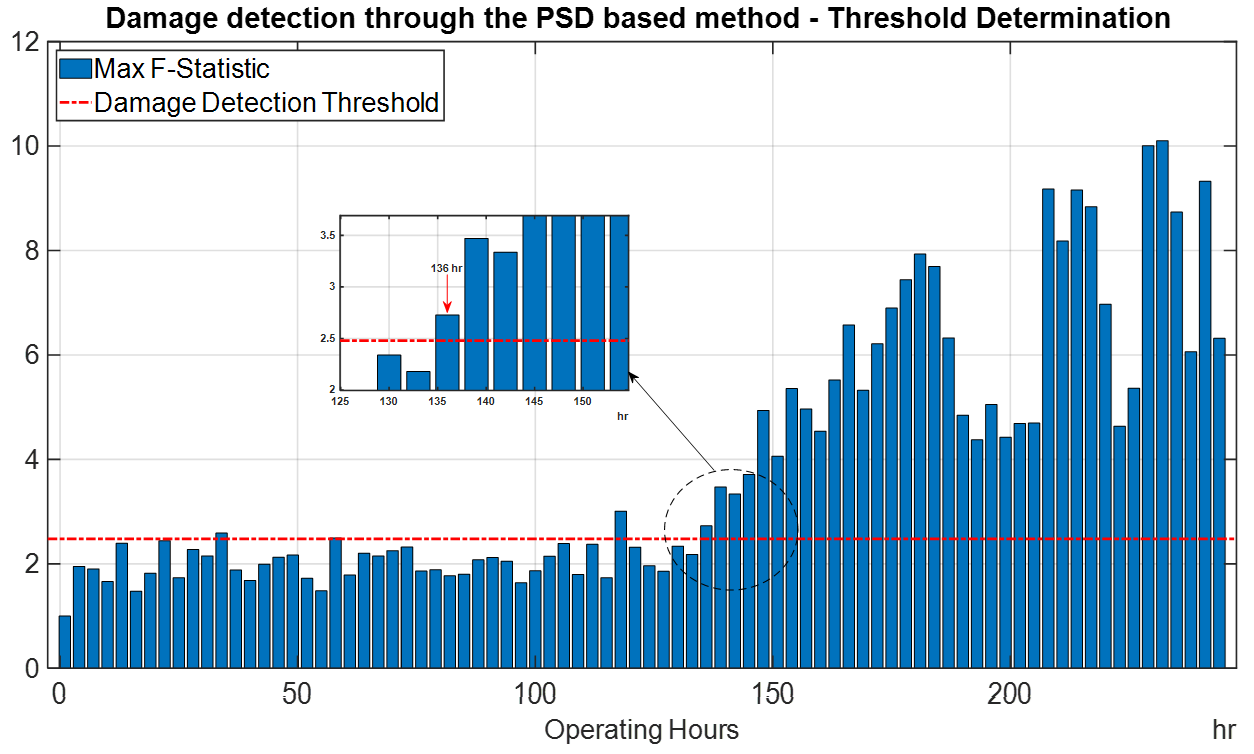 Damage detection through the PSD based method - Threshold Determination
12
10
8
6
4
2
0
Max F-Statistic
Damage Detection Threshold
3.5
3
2.5
2
136 hr
125 130 135 140 145 150
hr
0 50 100 150 200
Operating Hours
hr